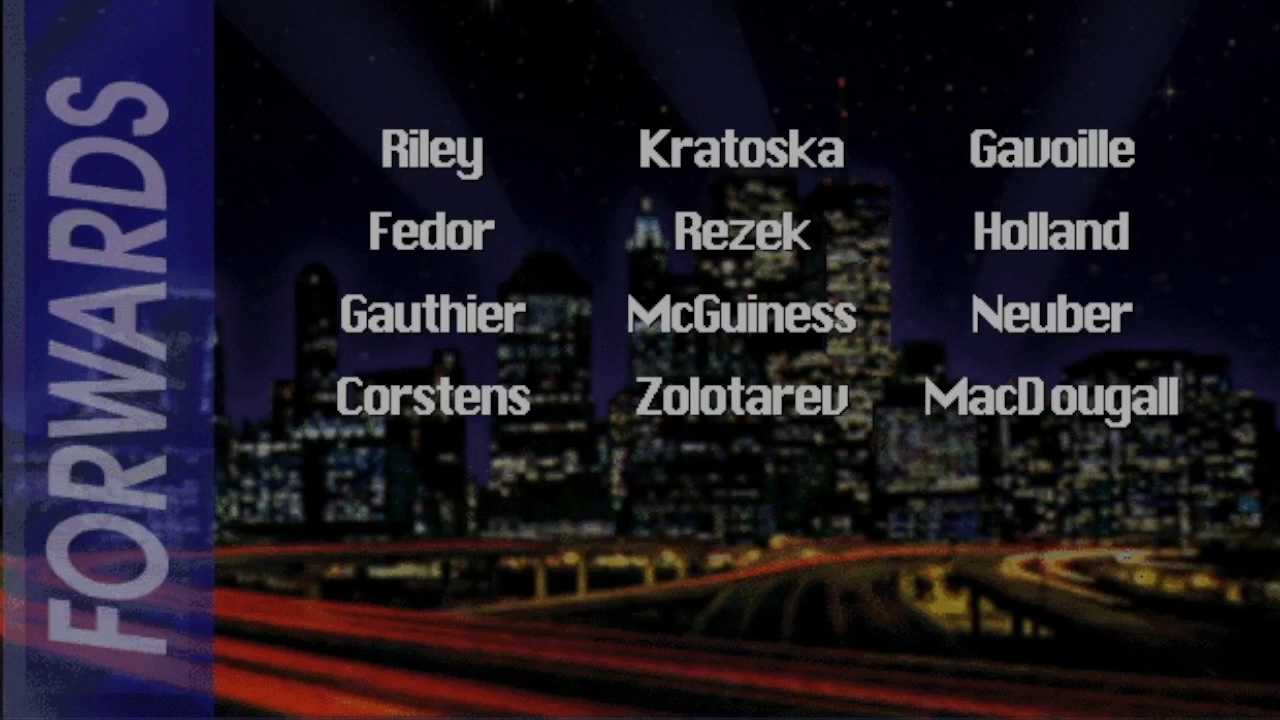 FORWARDS
Riley Kratoska Gavoille
Fedor Rezek Holland
Gauthier McGuiness Neuber
Corstens Zolotarev MacDougall